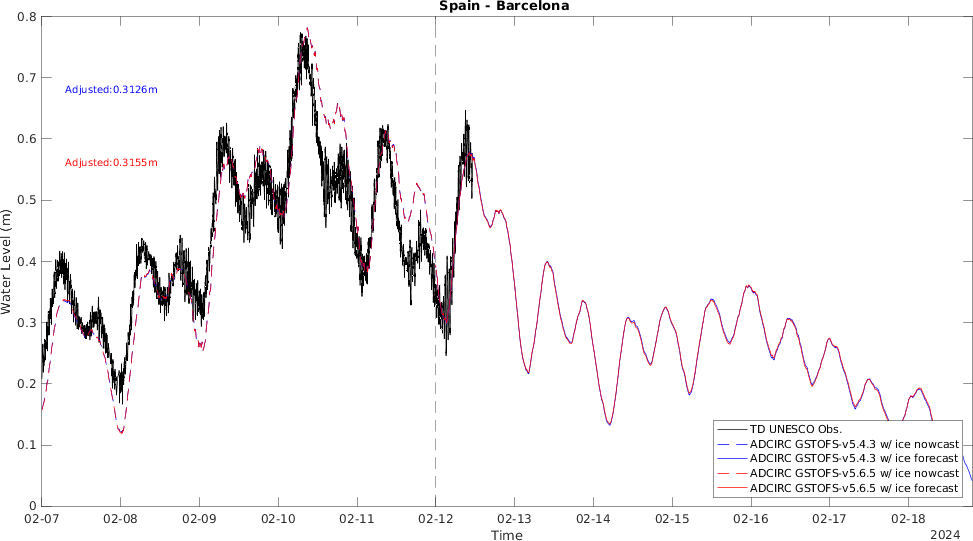 Spain - Barcelona
0.8
0.7
0.6
0.5
0.4
0.3
0.2
0.1
0
Water Level (m)
Adjusted:0.3126m
Adjusted:0.3155m
TD UNESCO Obs.
ADCIRC GSTOFS-v5.4.3 w/ ice nowcast
ADCIRC GSTOFS-v5.4.3 w/ ice forecast
ADCIRC GSTOFS-v5.6.5 w/ ice nowcast
ADCIRC GSTOFS-v5.6.5 w/ ice forecast
02-07 02-08 02-09 02-10 02-11 02-12 02-13 02-14 02-15 02-16 02-17 02-18
Time
2024